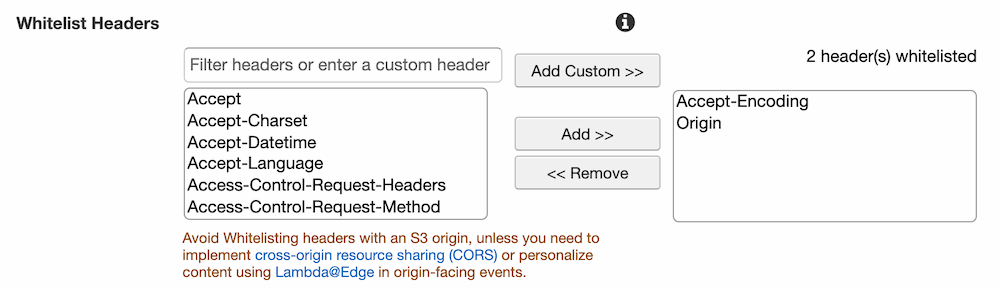 Whitelist Headers
Filter headers or enter a custom header
Add Custom >>
2 header(s) whitelisted
Accept
Accept-Charset
Accept-Datetime
Accept-Language
Access-Control-Request-Headers
Access-Control-Request-Method
Add >>
<< Remove
Accept-Encoding
Origin
Avoid Whitelisting headers with an S3 origin, unless you need to
implement cross-origin resource sharing (CORS) or personalize
content using Lambda@Edge in origin-facing events.